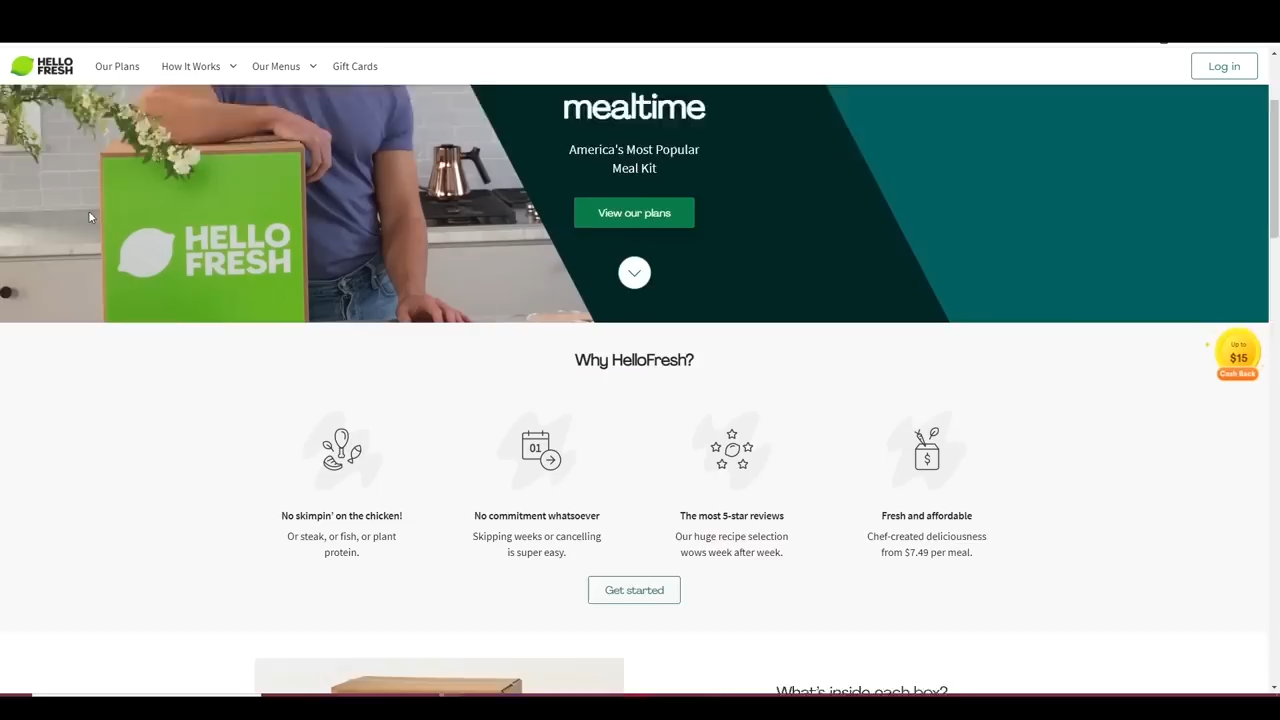 HELLO
FRESH
Our Plans
How It Works
Our Menus
Gift Cards
Log in
mealtime
America's Most Popular
Meal Kit
View our plans
HELLO
FRESH
Why HelloFresh?
Up to
$15
Cash Back
01
$
No skimpin' on the chicken!
Or steak, or fish, or plant
protein.
No commitment whatsoever
Skipping weeks or cancelling
is super easy.
The most 5-star reviews
Our huge recipe selection
wows week after week.
Fresh and affordable
Chef-created deliciousness
from $7.49 per meal.
Get started
What's inside each box?